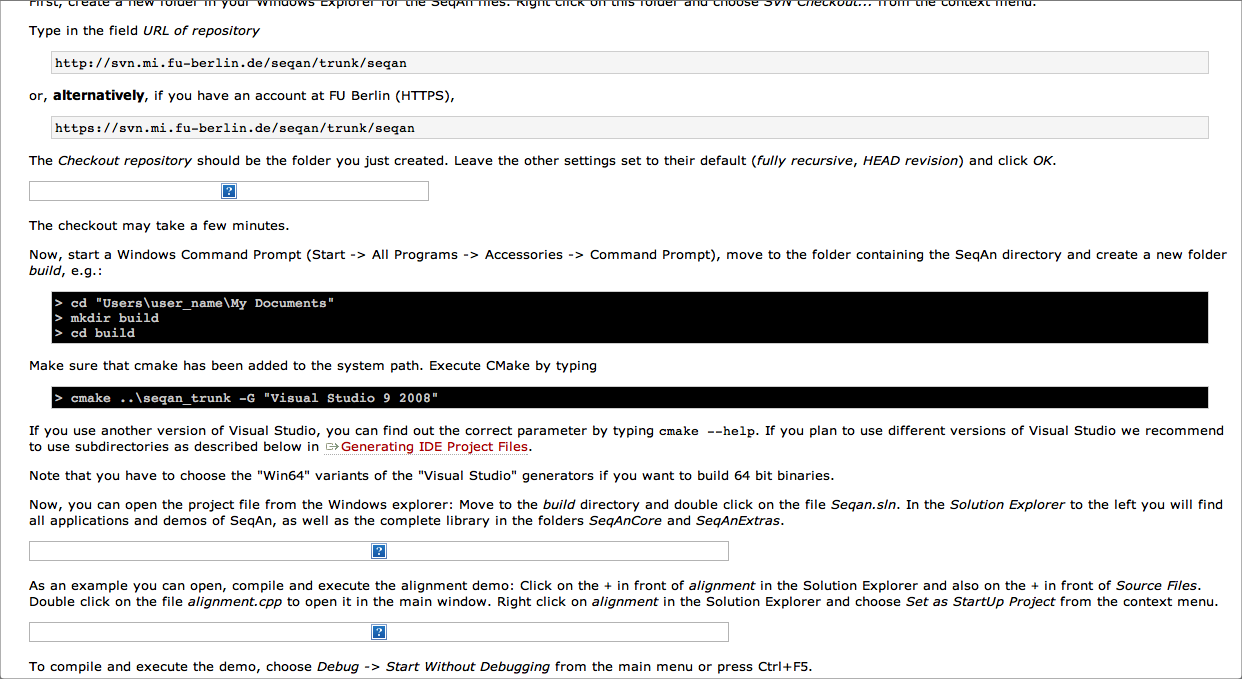 First, create a new folder in your Windows Explorer for the SeqAn files. Right click on this folder and choose SVN Checkout... from the context menu.
Type in the field URL of repository
http://svn.mi.fu-berlin.de/seqan/trunk/seqan
or, alternatively, if you have an account at FU Berlin (HTTPS),
https://svn.mi.fu-berlin.de/seqan/trunk/seqan
The Checkout repository should be the folder you just created. Leave the other settings set to their default (fully recursive, HEAD revision) and click OK.
?
The checkout may take a few minutes.
Now, start a Windows Command Prompt (Start -> All Programs -> Accessories -> Command Prompt), move to the folder containing the SeqAn directory and create a new folder
build, e.g.:
> cd "Users\user_name\My Documents"
> mkdir build
> cd build
Make sure that cmake has been added to the system path. Execute CMake by typing
> cmake ..\seqan_trunk -G "Visual Studio 9 2008"
If you use another version of Visual Studio, you can find out the correct parameter by typing cmake --help. If you plan to use different versions of Visual Studio we recommend
to use subdirectories as described below in Generating IDE Project Files.
Note that you have to choose the "Win64" variants of the "Visual Studio" generators if you want to build 64 bit binaries.
Now, you can open the project file from the Windows explorer: Move to the build directory and double click on the file Seqan.sln. In the Solution Explorer to the left you will find
all applications and demos of SeqAn, as well as the complete library in the folders SeqAnCore and SeqAnExtras.
?
As an example you can open, compile and execute the alignment demo: Click on the + in front of alignment in the Solution Explorer and also on the + in front of Source Files.
Double click on the file alignment.cpp to open it in the main window. Right click on alignment in the Solution Explorer and choose Set as StartUp Project from the context menu.
?
To compile and execute the demo, choose Debug -> Start Without Debugging from the main menu or press Ctrl+F5.